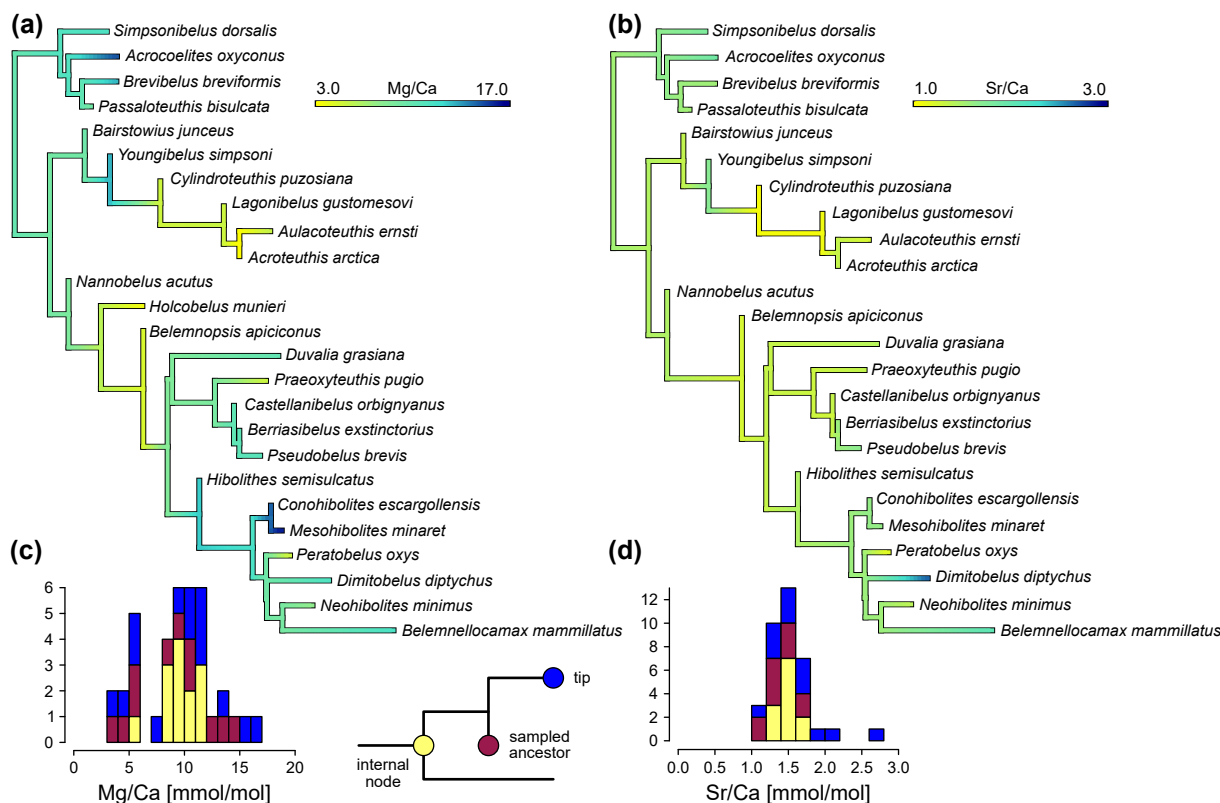 (a)
Simpsonibelus dorsalis
Acrocoelites oxyconus
Brevibelus breviformis
Passaloteuthis bisulcata
3.0 Mg/Ca 17.0
Bairstowius junceus
Youngibelus simpsoni
Cylindroteuthis puzosiana
Lagonibelus gustomesovi
Aulacoteuthis ernsti
Acroteuthis arctica
Nannobelus acutus
Holcobelus munieri
Belemnopsis apiciconus
Duvalia grasiana
Praeoxyteuthis pugio
Castellanibelus orbignyanus
Berriasibelus exstinctorius
Pseudobelus brevis
Hibolithes semisulcatus
Conohibolites escargollensis
Mesohibolites minaret
Peratobelus oxys
Dimitobelus diptychus
Neohibolites minimus
Belemnellocamax mammillatus
(b)
Simpsonibelus dorsalis
Acrocoelites oxyconus
Brevibelus breviformis
Passaloteuthis bisulcata
1.0 Sr/Ca 3.0
Bairstowius junceus
Youngibelus simpsoni
Cylindroteuthis puzosiana
Lagonibelus gustomesovi
Aulacoteuthis ernsti
Acroteuthis arctica
Nannobelus acutus
Belemnopsis apiciconus
Duvalia grasiana
Praeoxyteuthis pugio
Castellanibelus orbignyanus
Berriasibelus exstinctorius
Pseudobelus brevis
Hibolithes semisulcatus
Conohibolites escargollensis
Mesohibolites minaret
Peratobelus oxys
Dimitobelus diptychus
Neohibolites minimus
Belemnellocamax mammillatus
(c)
6
5
4
3
2
1
0
0 5 10 15 20
Mg/Ca [mmol/mol]
tip
sampled
ancestor
internal
node
(d)
12
10
8
6
4
2
0
0.0 0.5 1.0 1.5 2.0 2.5 3.0
Sr/Ca [mmol/mol]